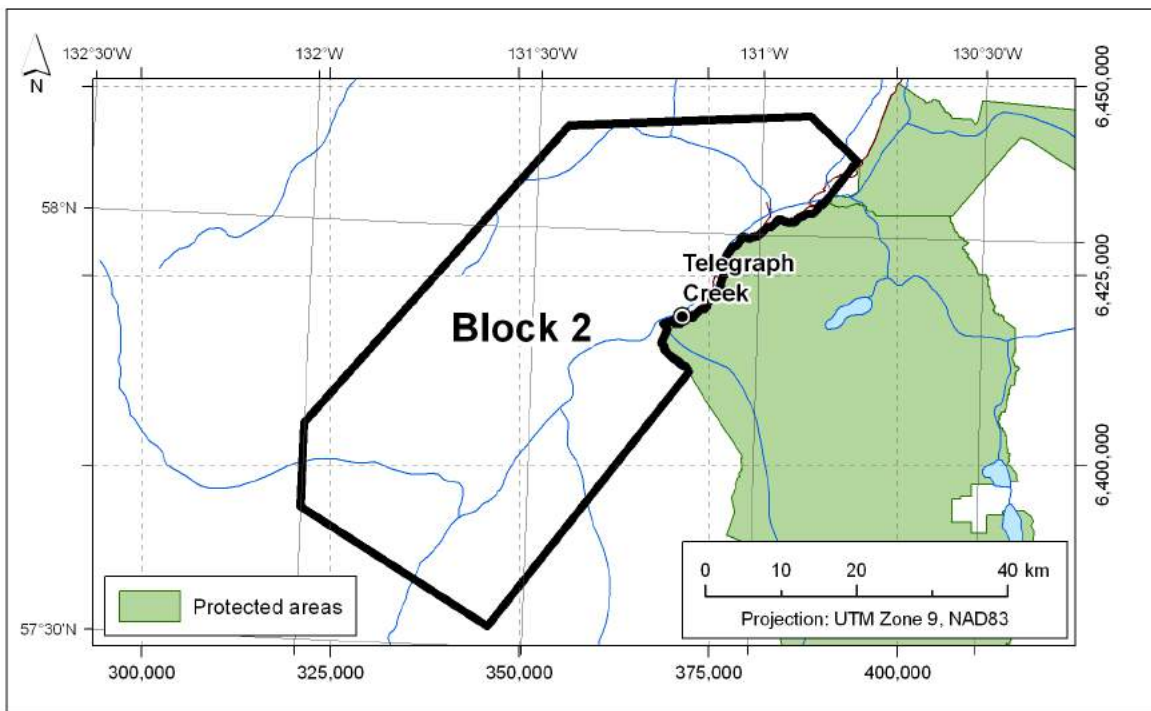 132°30'W
132°W
131°30'W
131°W
130°30'W
N
6,450,000
58°N
Telegraph
Creek
6,425,000
Block 2
6,400,000
0 10 20 40 km
Protected areas
Projection: UTM Zone 9, NAD83
57°30'N
300,000
325,000
350,000
375,000
400,000